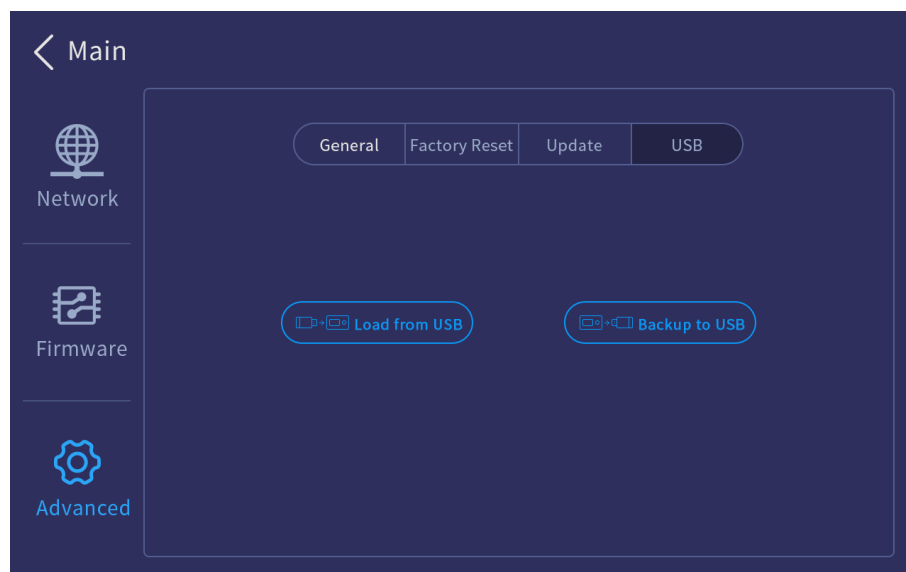 Main
Network
Firmware
Advanced
General Factory Reset Update USB
Load from USB Backup to USB